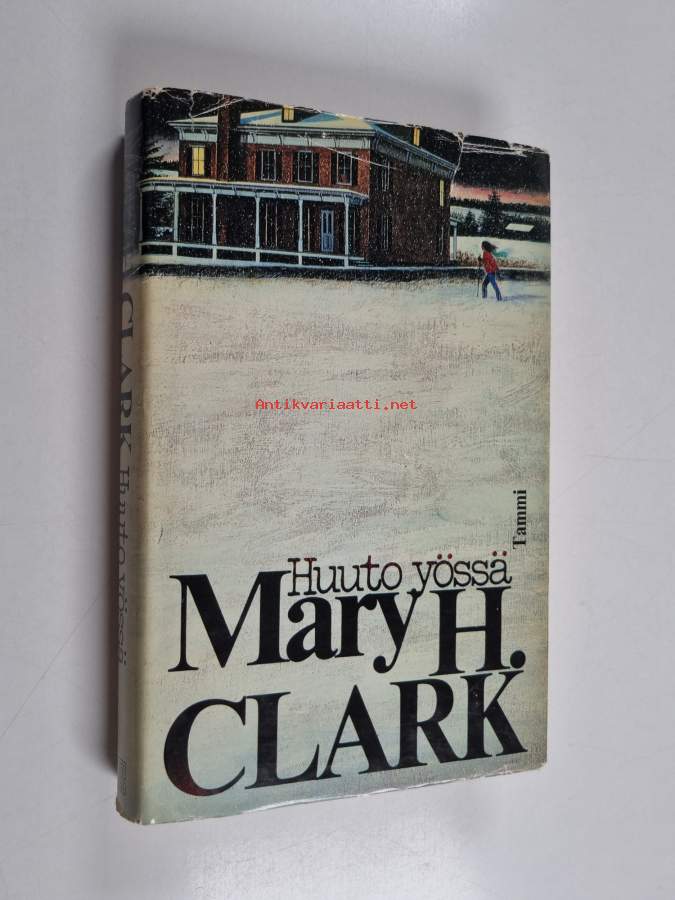 Antikvariaatti.net
Tammi
Huuto yössä
Mary H.
CLARK
CLARK Huuto yössä